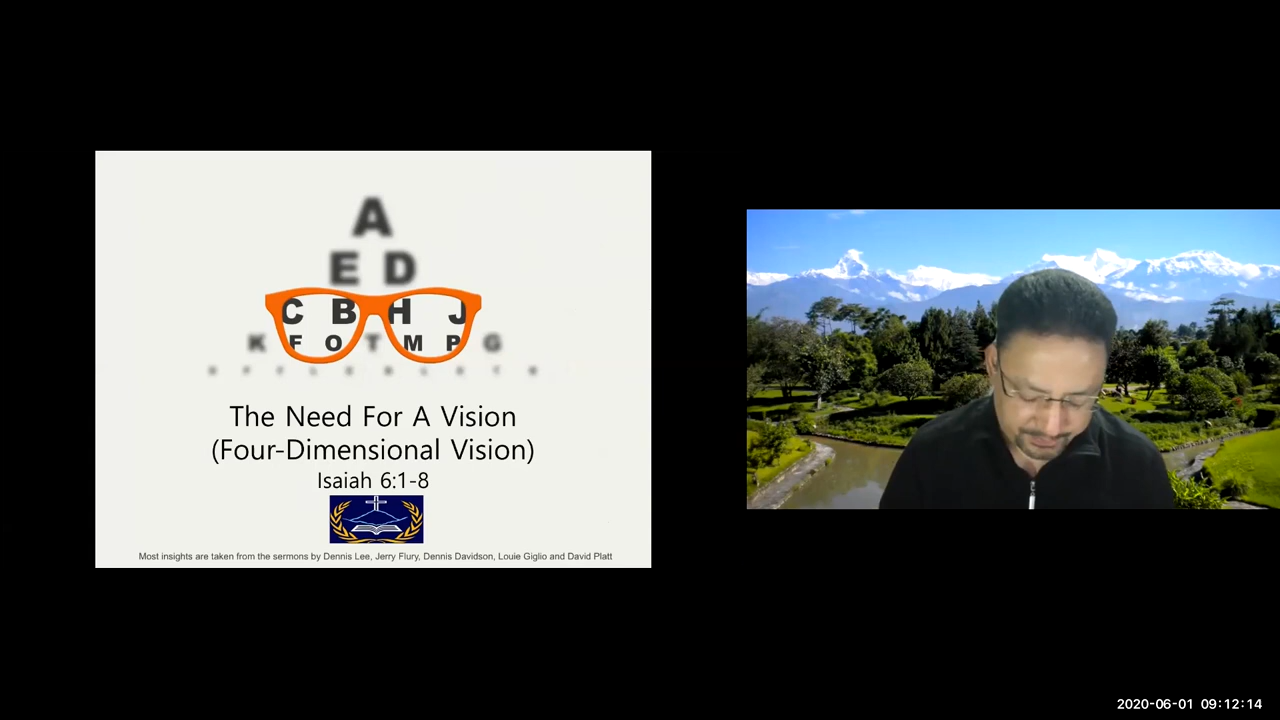 A
E D
C B H J
K F O T M P G
The Need For A Vision
(Four-Dimensional Vision)
Isaiah 6:1-8
Most insights are taken from the sermons by Dennis Lee, Jerry Flury, Dennis Davidson, Louie Giglio and David Platt
2020-06-01 09:12:14